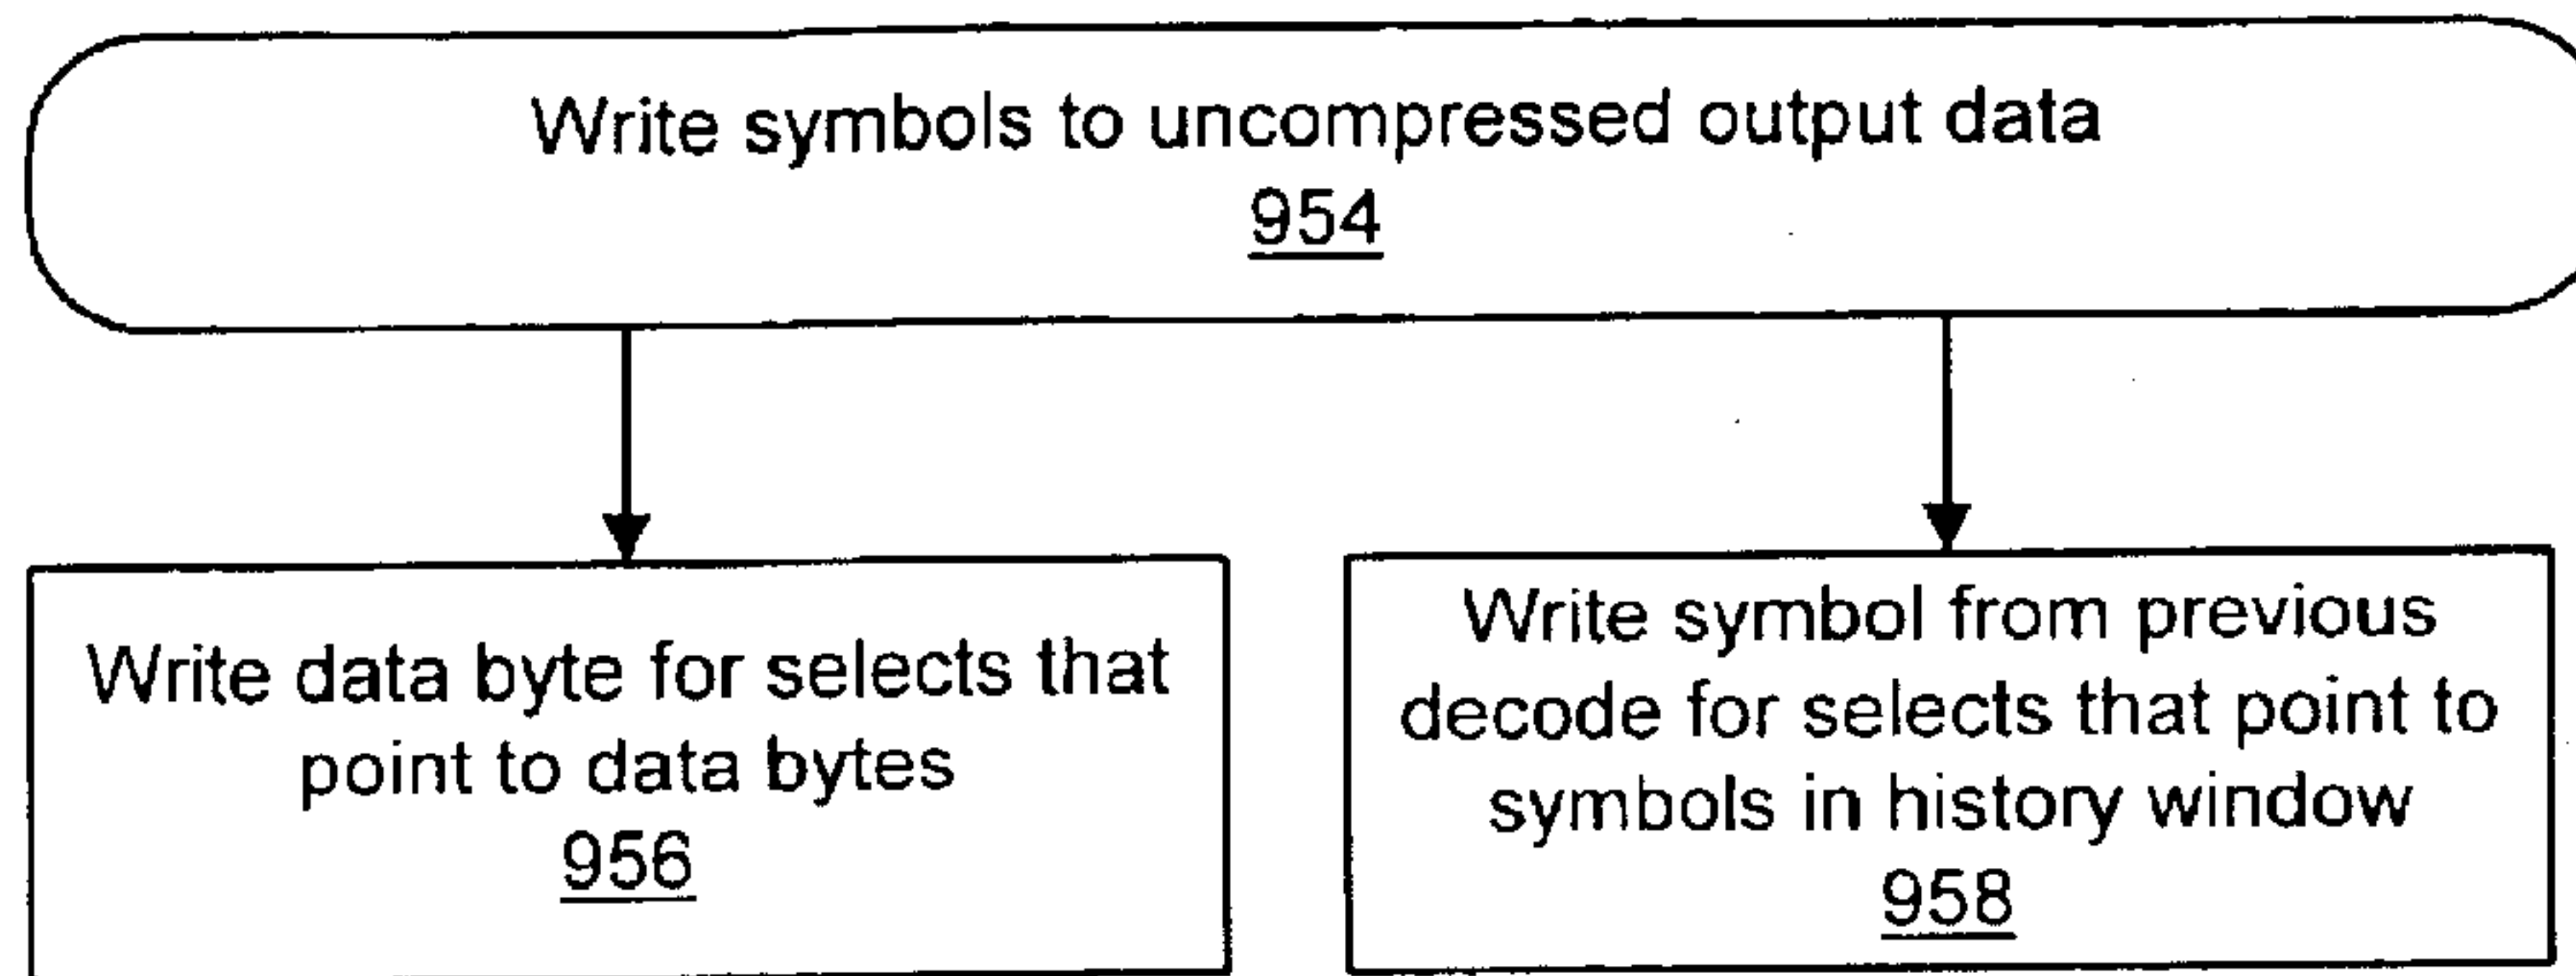 Write symbols to uncompressed output data
954
Write data byte for selects that
point to data bytes
956
Write symbol from previous
decode for selects that point to
symbols in history window
958